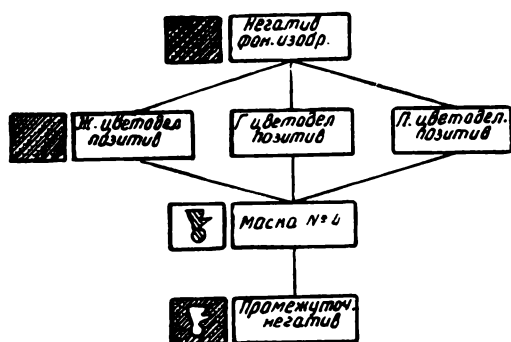 Негатив
фон. изобр.
Ж. цветодел
позитив
Г цветодел
позитив
П. цветодел.
позитив
Маска № 4
Промежуточ.
негатив